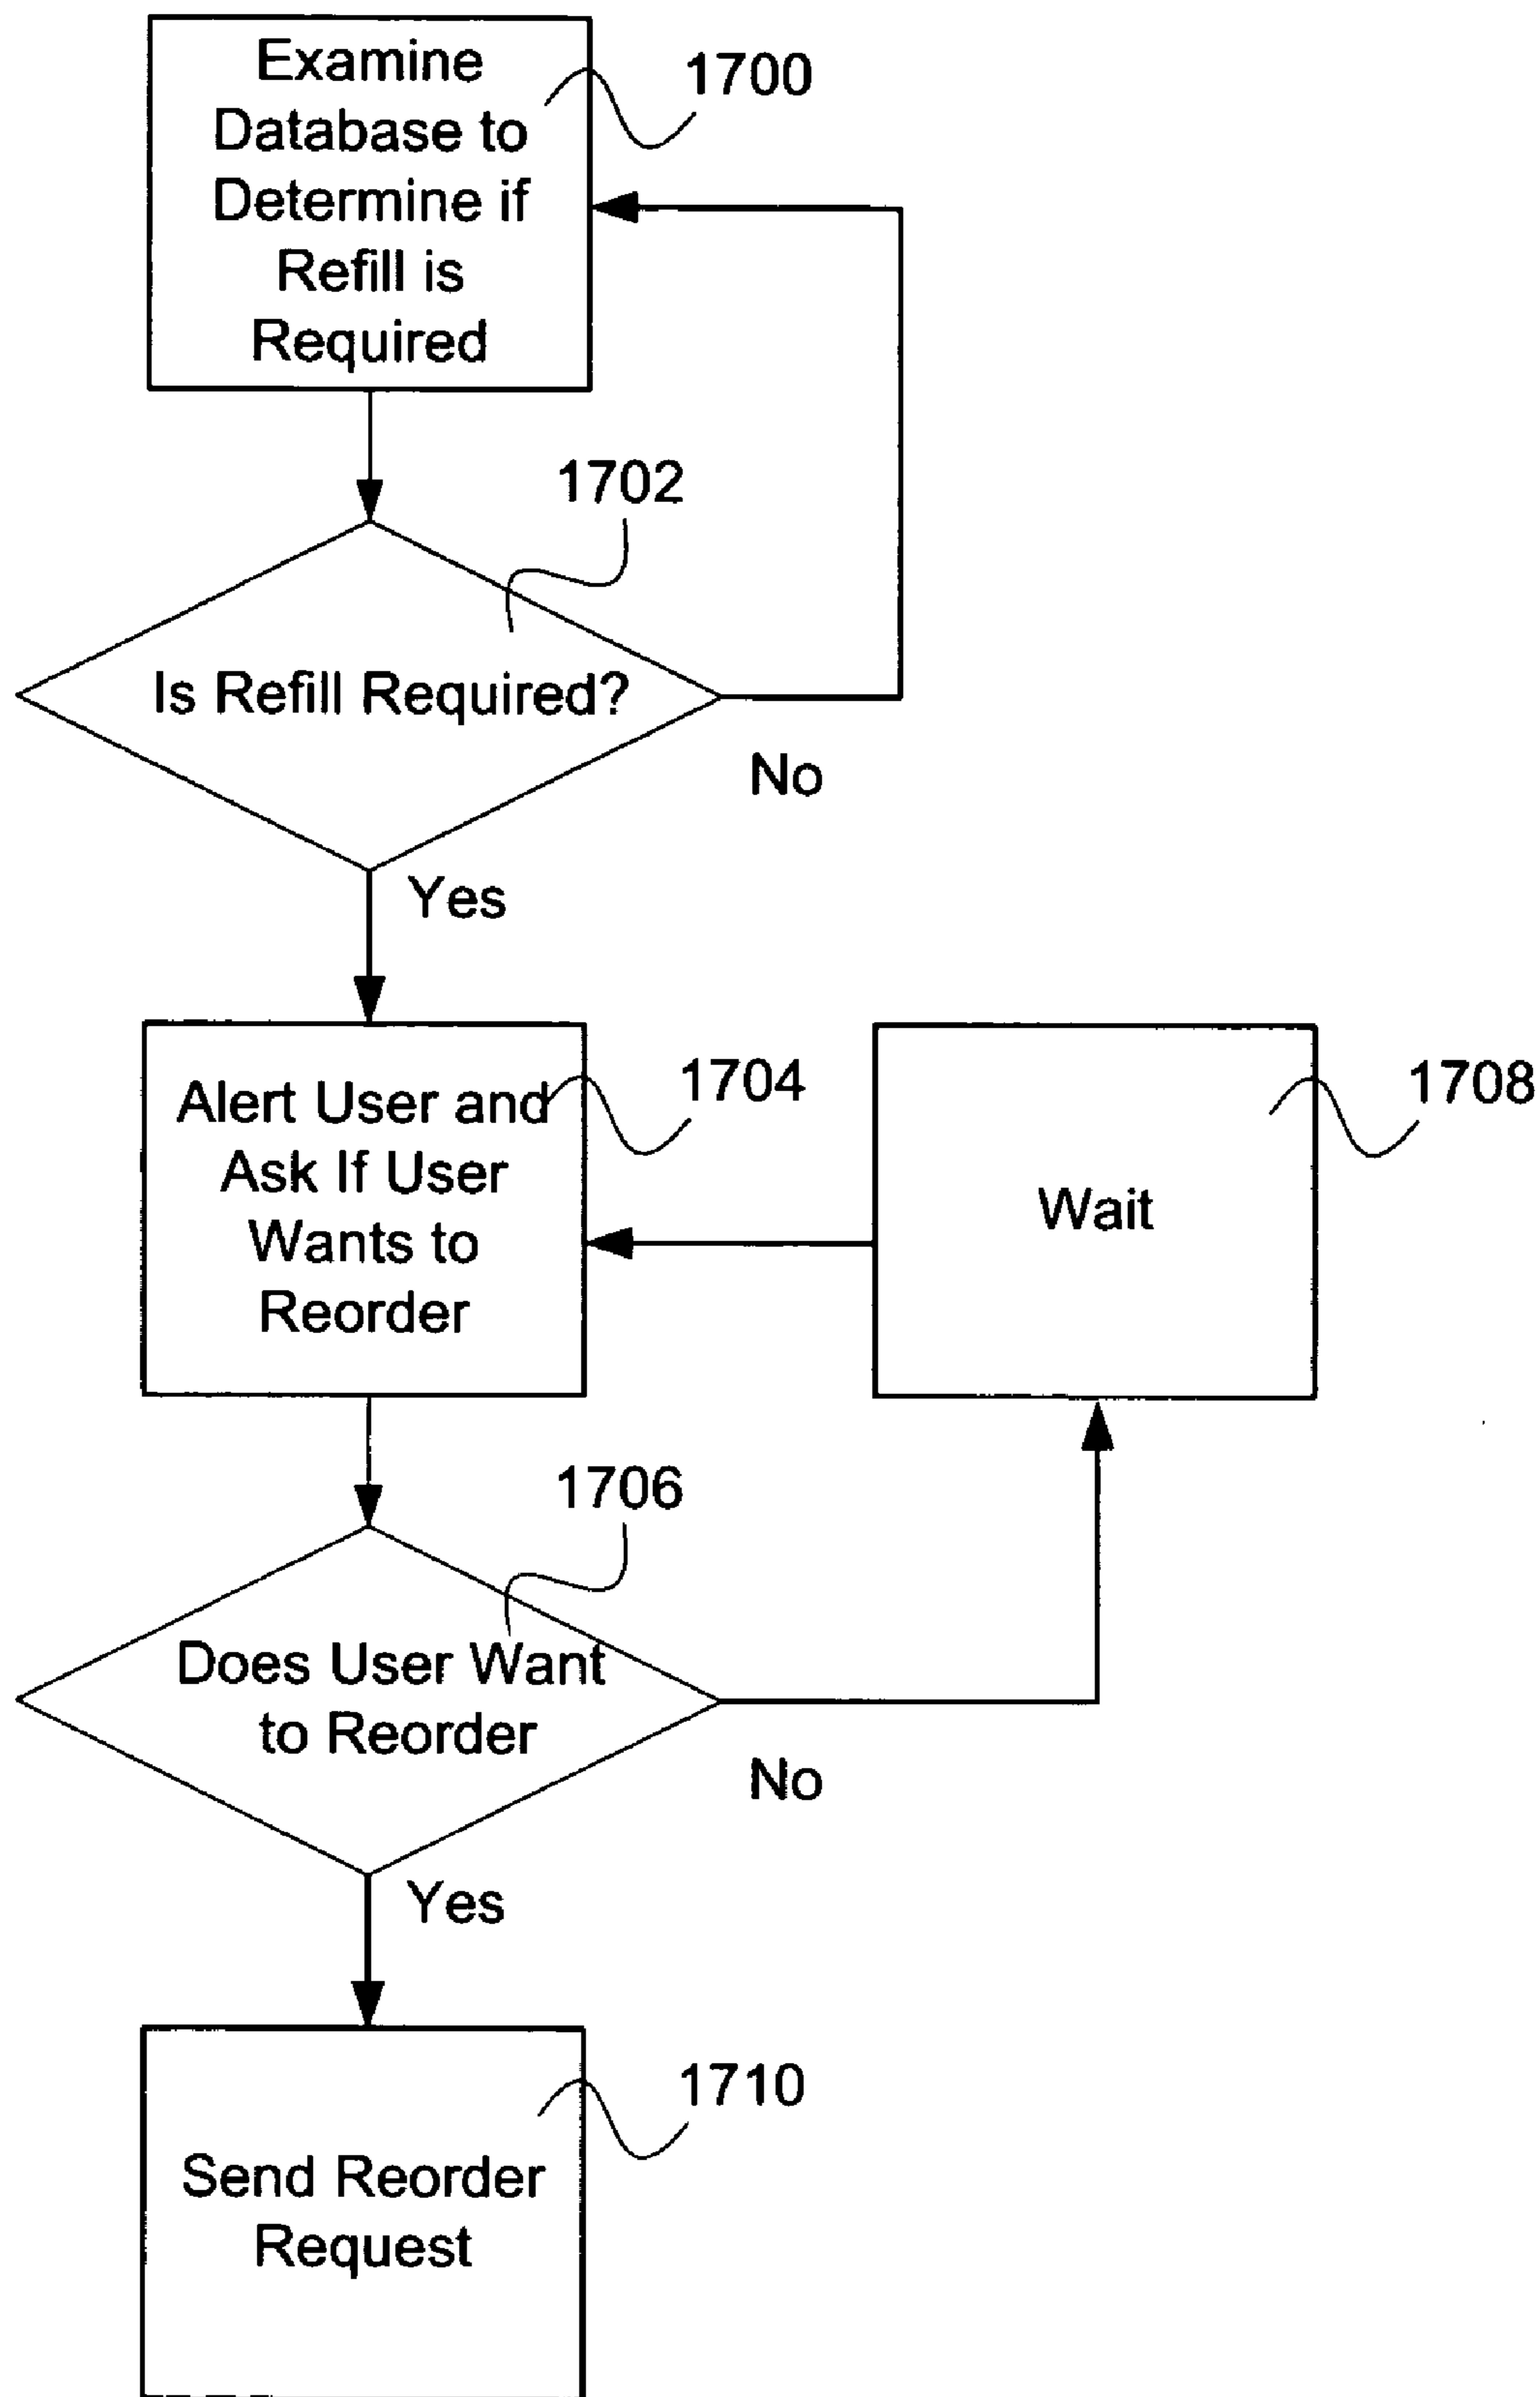 Examine
Database to
Determine if
Refill is
Required
1700
1702
Is Refill Required?
No
Yes
Alert User and
Ask If User
Wants to
Reorder
1704
Wait
1708
1706
Does User Want
to Reorder
No
Yes
1710
Send Reorder
Request